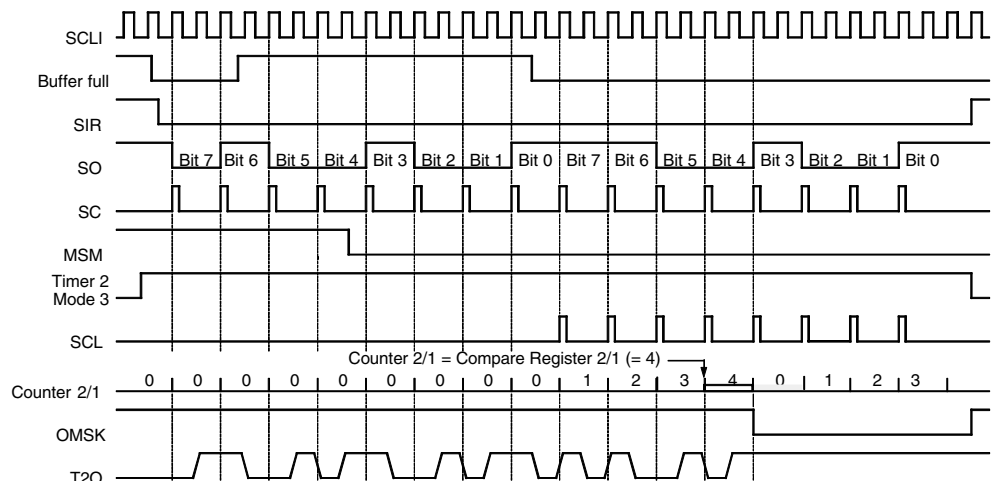 SCLI
Buffer full
SIR
SO Bit 7 Bit 6 Bit 5 Bit 4 Bit 3 Bit 2 Bit 1 Bit 0 Bit 7 Bit 6 Bit 5 Bit 4 Bit 3 Bit 2 Bit 1 Bit 0
SC
MSM
Timer 2
Mode 3
SCL
Counter 2/1 = Compare Register 2/1 (= 4)
Counter 2/1 0 0 0 0 0 0 0 0 0 1 2 3 4 0 1 2 3
OMSK
T2O